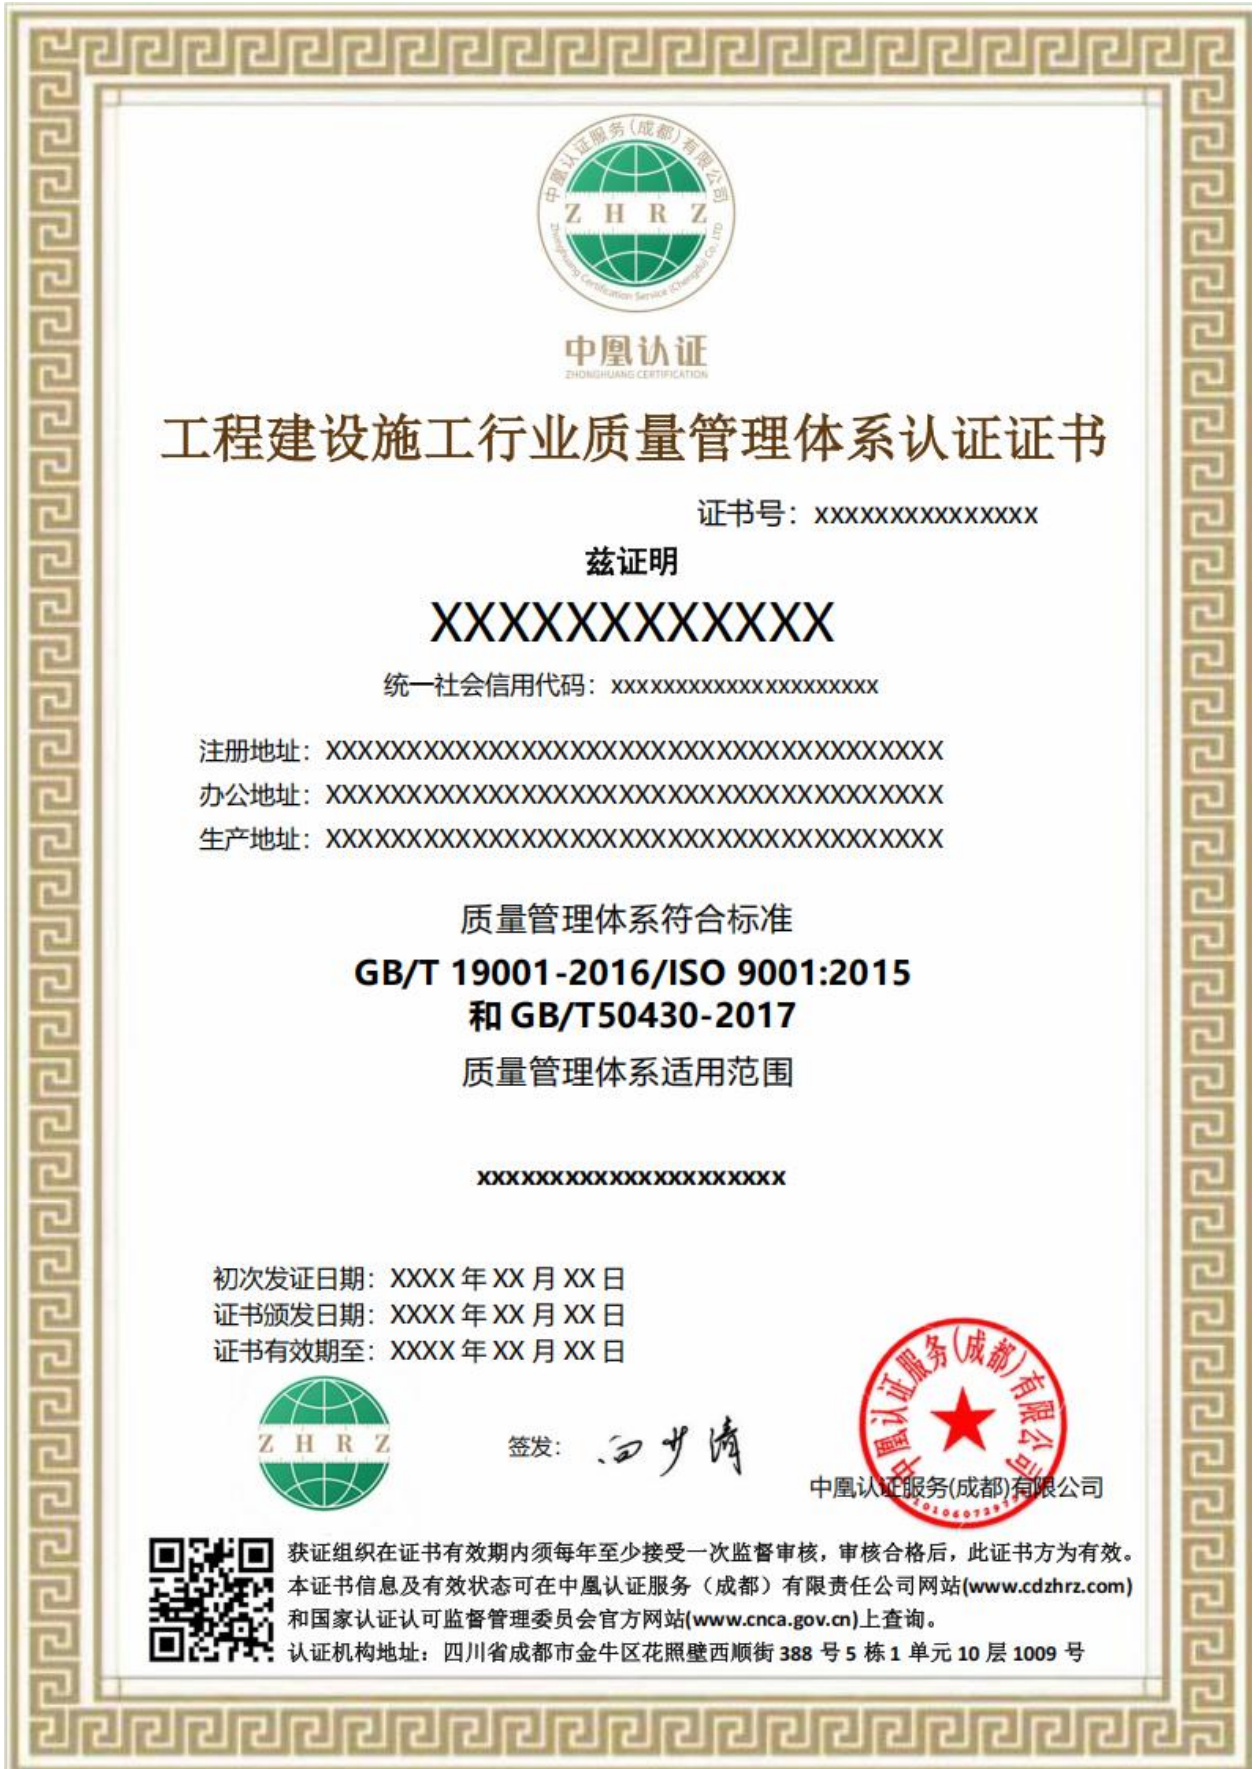 中凰认证服务(成都)有限公司
Z H R Z
Zhonghuang Certification Service (Chengdu) Co., LTD
中凰认证
ZHONGHUANG CERTIFICATION
工程建设施工行业质量管理体系认证证书
证书号：XXXXXXXXXXXXXXX
兹证明
XXXXXXXXXXXX
统一社会信用代码：XXXXXXXXXXXXXXXXXXXXX
注册地址：XXXXXXXXXXXXXXXXXXXXXXXXXXXXXXXXXXXXXX
办公地址：XXXXXXXXXXXXXXXXXXXXXXXXXXXXXXXXXXXXXX
生产地址：XXXXXXXXXXXXXXXXXXXXXXXXXXXXXXXXXXXXXX
质量管理体系符合标准
GB/T 19001-2016/ISO 9001:2015
和 GB/T50430-2017
质量管理体系适用范围
xxxxxxxxxxxxxxxxxxxxx
初次发证日期：XXXX 年 XX 月 XX 日
证书颁发日期：XXXX 年 XX 月 XX 日
证书有效期至：XXXX 年 XX 月 XX 日
Z H R Z
签发：
中凰认证服务(成都)有限公司
中凰认证服务(成都)有限公司
获证组织在证书有效期内须每年至少接受一次监督审核，审核合格后，此证书方为有效。
本证书信息及有效状态可在中凰认证服务（成都）有限责任公司网站(www.cdzhrz.com)
和国家认证认可监督管理委员会官方网站(www.cnca.gov.cn)上查询。
认证机构地址：四川省成都市金牛区花照壁西顺街 388 号 5 栋 1 单元 10 层 1009 号